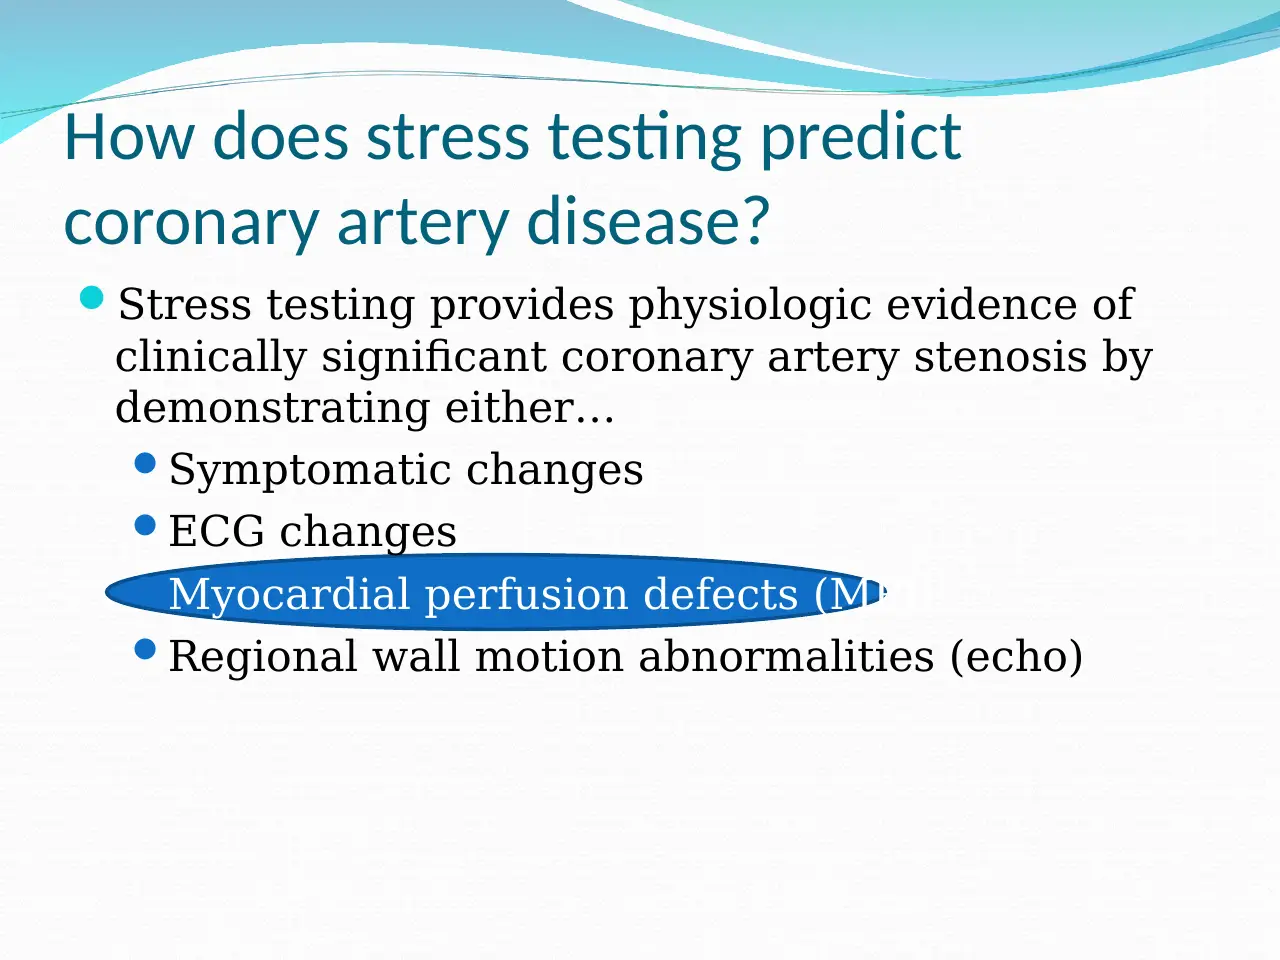 How does stress testing predict
coronary artery disease?
Stress testing provides physiologic evidence of
clinically significant coronary artery stenosis by
demonstrating either…
Symptomatic changes
ECG changes
Myocardial perfusion defects
Regional wall motion abnormalities (echo)